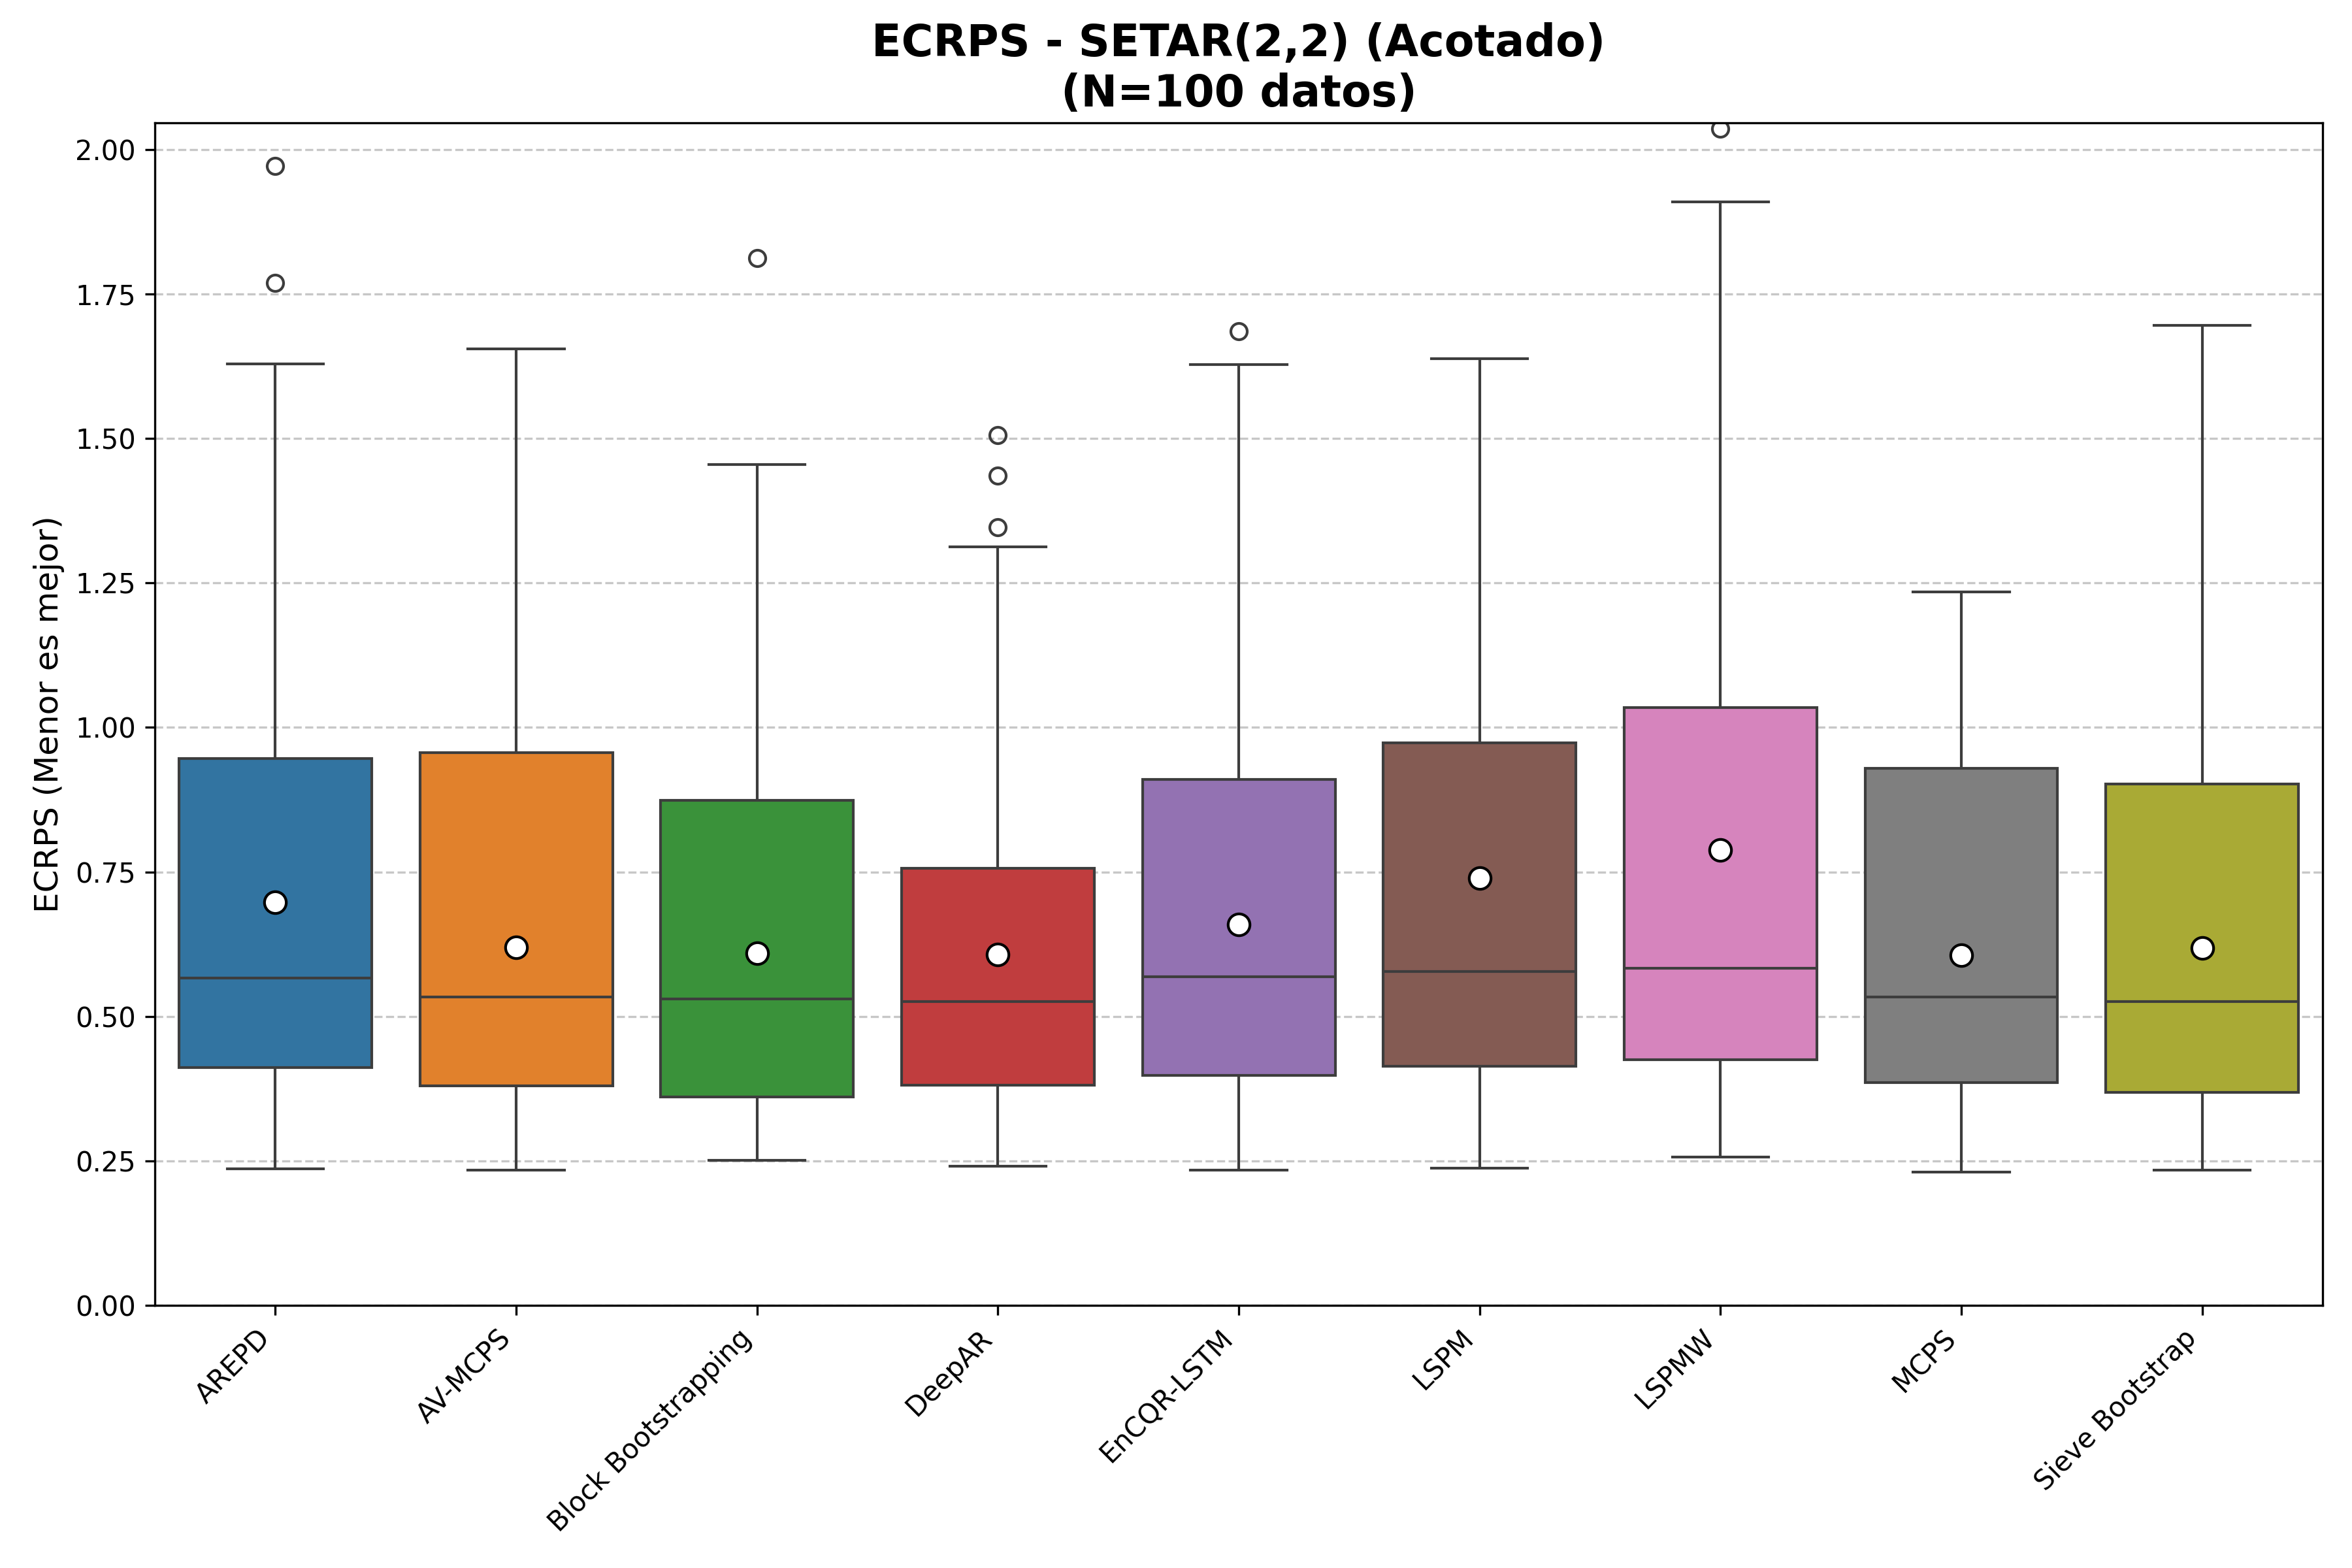 ECRPS - SETAR(2,2) (Acotado)
(N=100 datos)
ECRPS (Menor es mejor)
2.00
1.75
1.50
1.25
1.00
0.75
0.50
0.25
0.00
AREPD
AV-MCPS
Block Bootstrapping
DeepAR
EnCQR-LSTM
LSPM
LSPMW
MCPS
Sieve Bootstrap